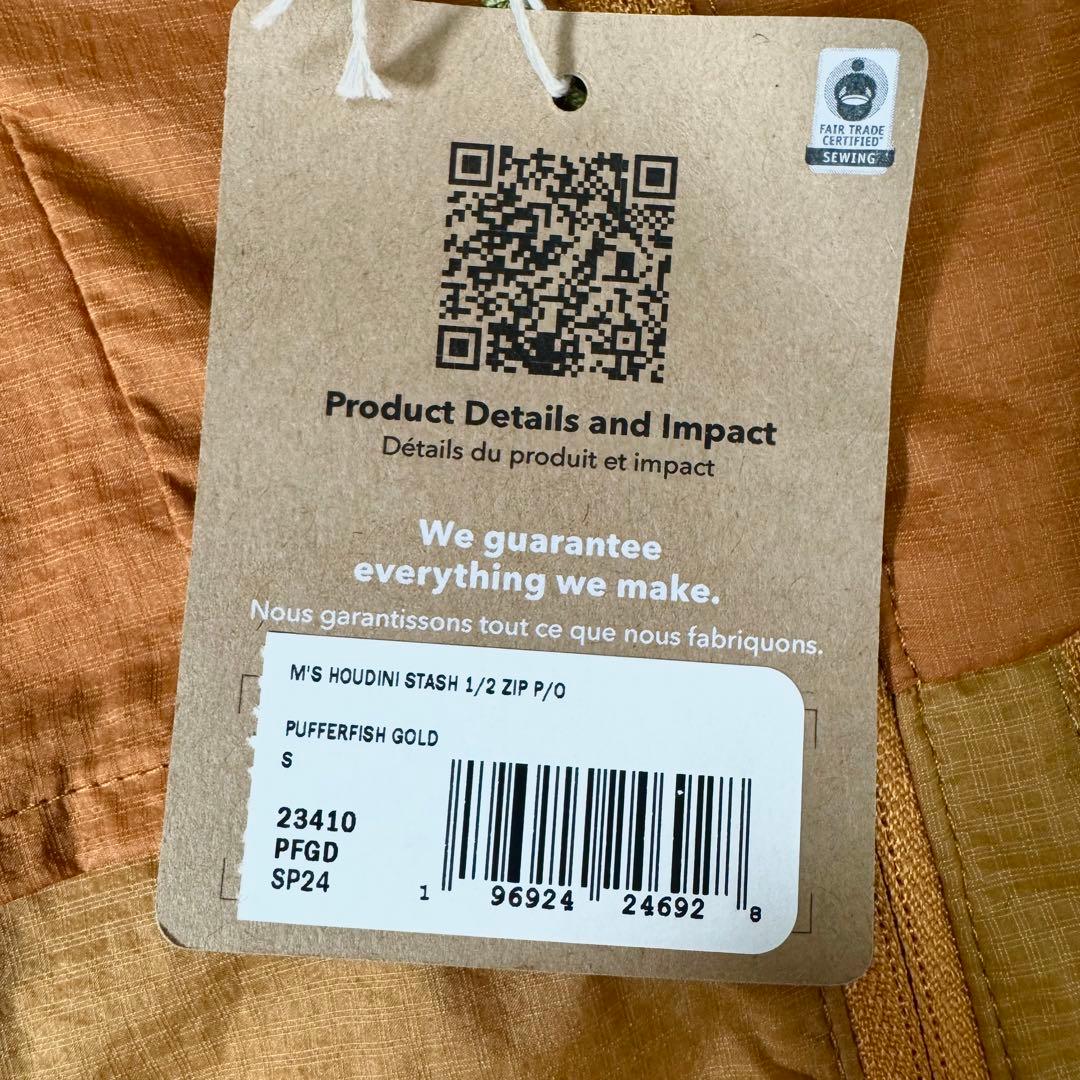 FAIR TRADE
CERTIFIED™
SEWING
Product Details and Impact
Détails du produit et impact
We guarantee
everything we make.
Nous garantissons tout ce que nous fabriquons.
M'S HOUDINI STASH 1/2 ZIP P/O
PUFFERFISH GOLD
S
23410
PFGD
SP24
1 96924 24692 8